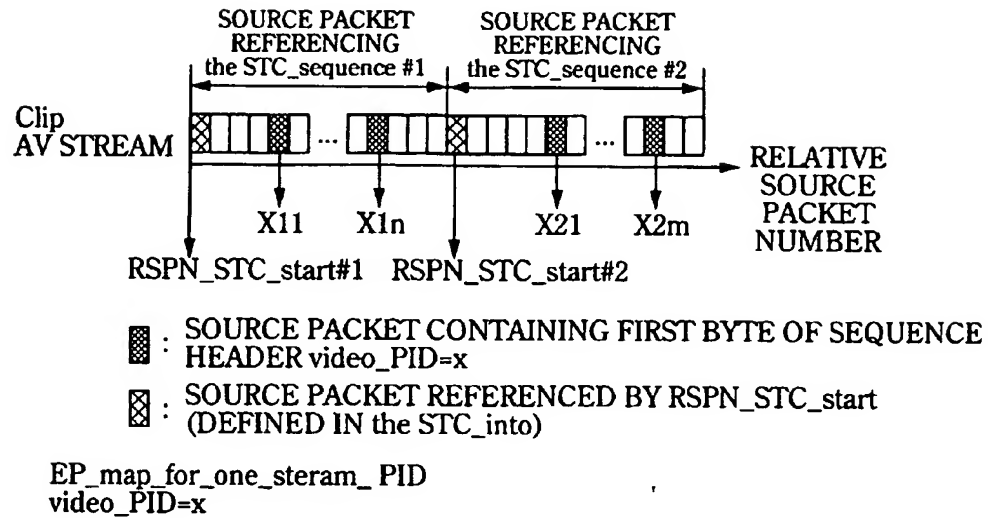 SOURCE PACKET
REFERENCING
the STC_sequence #1
SOURCE PACKET
REFERENCING
the STC_sequence #2
Clip
AV STREAM
...
...
RELATIVE
SOURCE
PACKET
NUMBER
X11
X1n
X21
X2m
RSPN_STC_start#1
RSPN_STC_start#2
: SOURCE PACKET CONTAINING FIRST BYTE OF SEQUENCE
HEADER video_PID=x
: SOURCE PACKET REFERENCED BY RSPN_STC_start
(DEFINED IN the STC_into)
EP_map_for_one_steram_ PID
video_PID=x